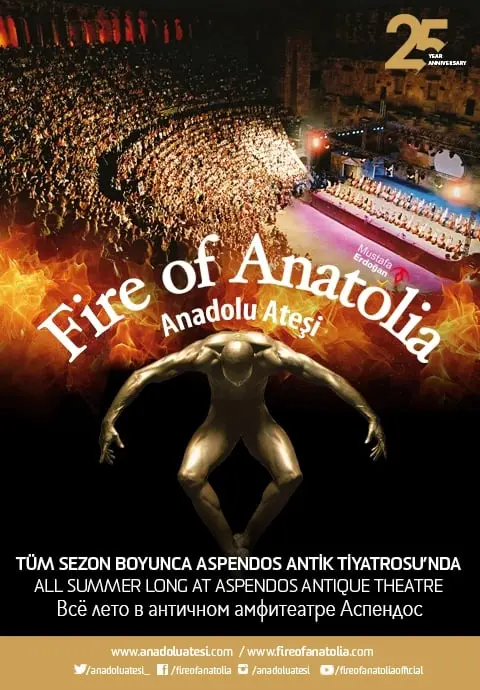 25
YEAR
ANNIVERSARY
Mustafa
Erdoğan
Fire of Anatolia
Anadolu Ateşi
TÜM SEZON BOYUNCA ASPENDOS ANTİK TİYATROSU'NDA
ALL SUMMER LONG AT ASPENDOS ANTIQUE THEATRE
Всё лето в античном амфитеатре Аспендос
www.anadoluatesi.com / www.fireofanatolia.com
/anadoluatesi_ /fireofanatolia /anadoluatesi /fireofanatoliaofficial